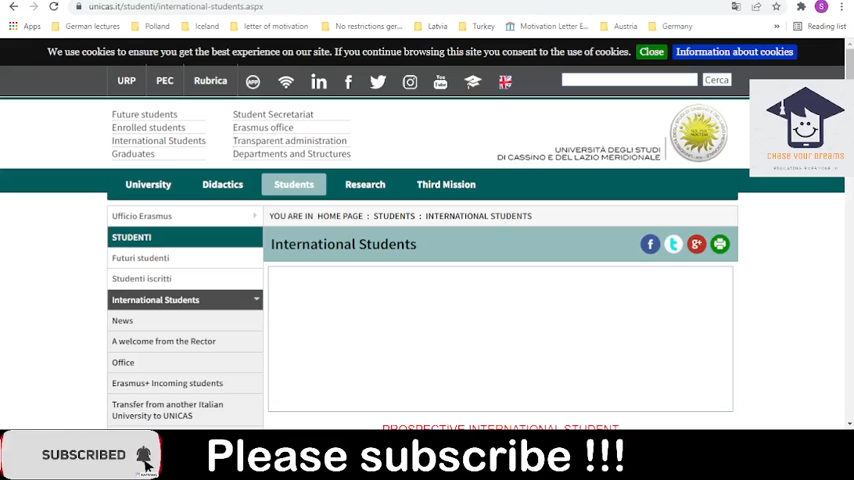 unicas.it/studenti/international-students.aspx
Apps German lectures Poland Iceland letter of motivation No restrictions ger... Latvia Turkey Motivation Letter E... Austria Germany Reading list
We use cookies to ensure you get the best experience on our site. If you continue browsing this site you consent to the use of cookies. Close Information about cookies
URP PEC Rubrica APP You Tube Cerca
Future students Student Secretariat
Enrolled students Erasmus office
International Students Transparent administration
Graduates Departments and Structures
UNIVERSITÀ DEGLI STUDI
DI CASSINO E DEL LAZIO MERIDIONALE
CHASE YOUR DREAMS
University Didactics Students Research Third Mission
Ufficio Erasmus
YOU ARE IN HOME PAGE : STUDENTS : INTERNATIONAL STUDENTS
STUDENTI
International Students
Futuri studenti
Studenti iscritti
International Students
News
A welcome from the Rector
Office
Erasmus+ Incoming students
Transfer from another Italian
University to UNICAS
PROSPECTIVE INTERNATIONAL STUDENT
SUBSCRIBED
Please subscribe !!!